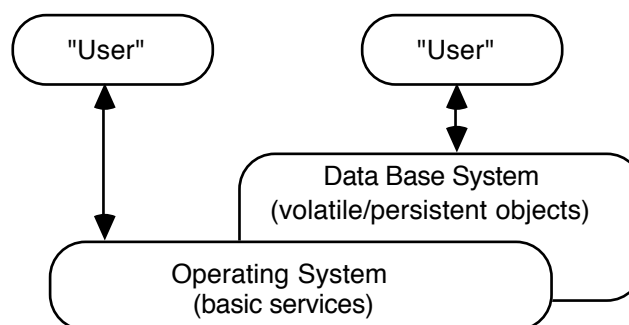 "User"
"User"
Data Base System
(volatile/persistent objects)
Operating System
(basic services)